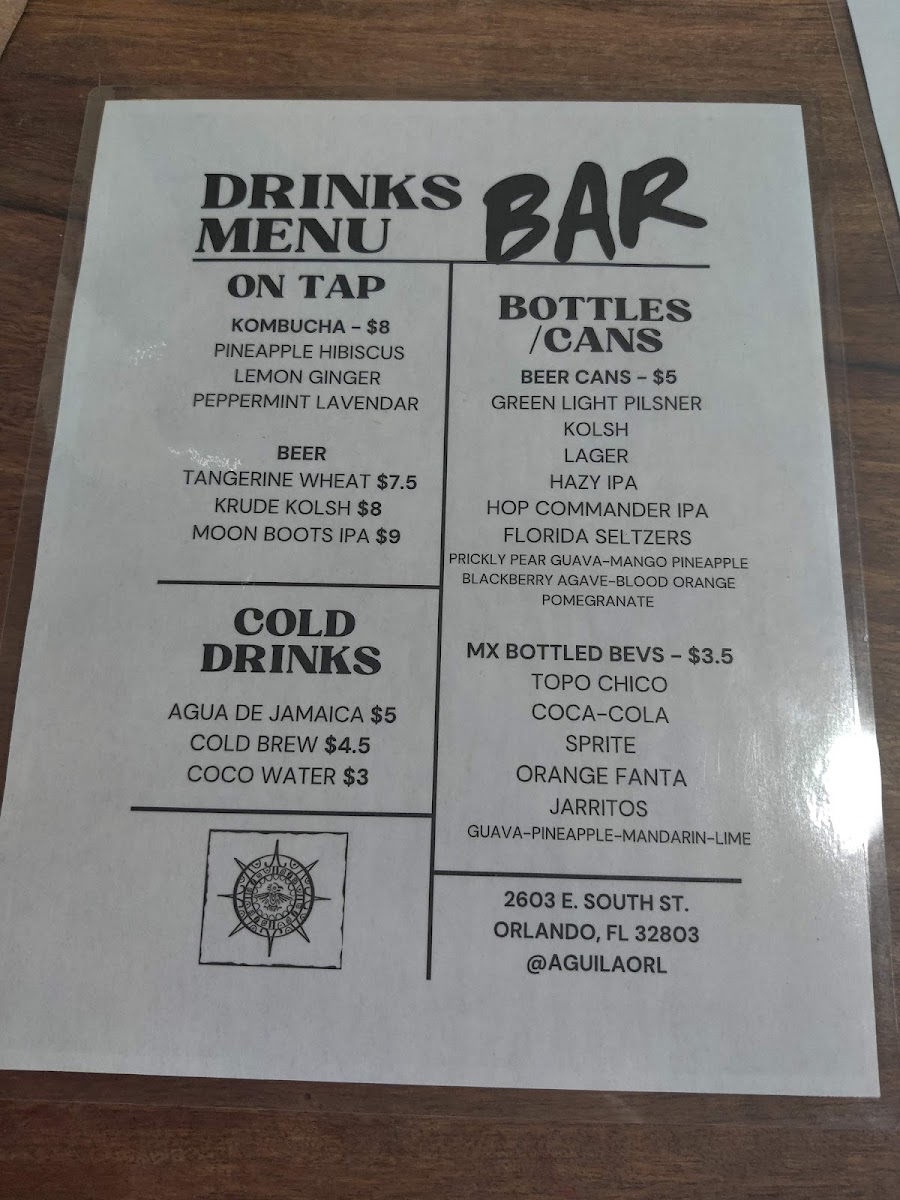 DRINKS
MENU
BAR
ON TAP
KOMBUCHA - $8
PINEAPPLE HIBISCUS
LEMON GINGER
PEPPERMINT LAVENDAR
BEER
TANGERINE WHEAT $7.5
KRUDE KOLSH $8
MOON BOOTS IPA $9
COLD
DRINKS
AGUA DE JAMAICA $5
COLD BREW $4.5
COCO WATER $3
BOTTLES
/CANS
BEER CANS - $5
GREEN LIGHT PILSNER
KOLSH
LAGER
HAZY IPA
HOP COMMANDER IPA
FLORIDA SELTZERS
PRICKLY PEAR GUAVA-MANGO PINEAPPLE
BLACKBERRY AGAVE-BLOOD ORANGE
POMEGRANATE
MX BOTTLED BEVS - $3.5
TOPO CHICO
COCA-COLA
SPRITE
ORANGE FANTA
JARRITOS
GUAVA-PINEAPPLE-MANDARIN-LIME
2603 E. SOUTH ST.
ORLANDO, FL 32803
@AGUILAORL